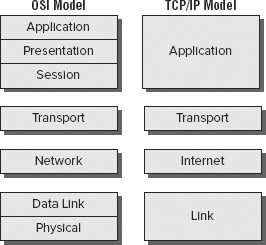 OSI Model TCP/IP Model
Application
Presentation
Session
Application
Transport Transport
Network Internet
Data Link
Physical
Link